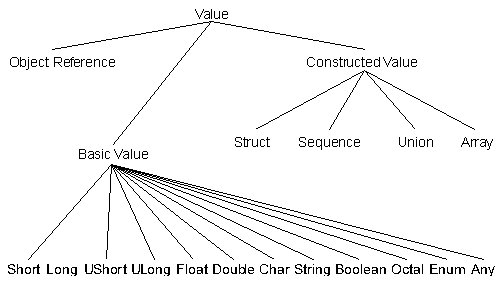 Value
Object Reference Constructed Value
Struct Sequence Union Array
Basic Value
Short Long UShort ULong Float Double Char String Boolean Octal Enum Any